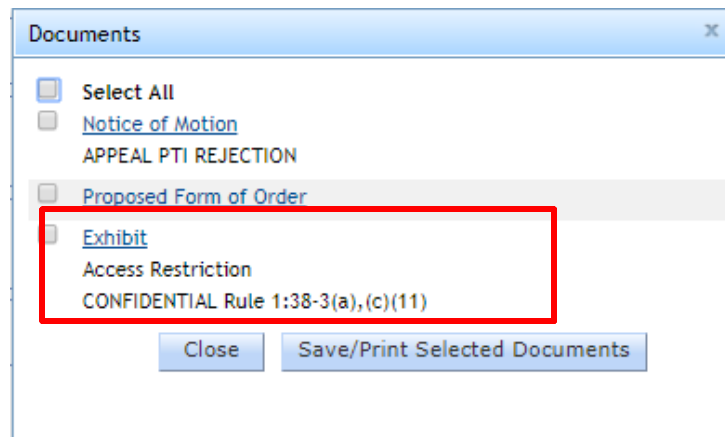 Documents
x
Select All
Notice of Motion
APPEAL PTI REJECTION
Proposed Form of Order
Exhibit
Access Restriction
CONFIDENTIAL Rule 1:38-3(a),(c)(11)
Close Save/Print Selected Documents